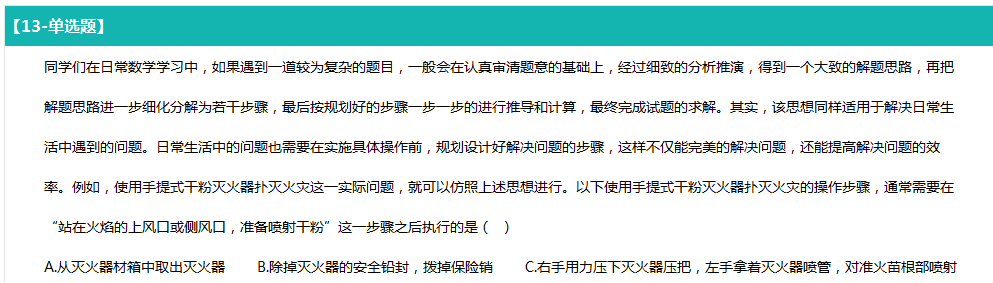 【13-单选题】
同学们在日常数学学习中，如果遇到一道较为复杂的题目，一般会在认真审清题意的基础上，经过细致的分析推演，得到一个大致的解题思路，再把
解题思路进一步细化分解为若干步骤，最后按规划好的步骤一步一步的进行推导和计算，最终完成试题的求解。其实，该思想同样适用于解决日常生
活中遇到的问题。日常生活中的问题也需要在实施具体操作前，规划设计好解决问题的步骤，这样不仅能完美的解决问题，还能提高解决问题的效
率。例如，使用手提式干粉灭火器扑灭火灾这一实际问题，就可以仿照上述思想进行。以下使用手提式干粉灭火器扑灭火灾的操作步骤，通常需要在
“站在火焰的上风口或侧风口，准备喷射干粉”这一步骤之后执行的是（ ）
A.从灭火器材箱中取出灭火器 B.除掉灭火器的安全铅封，拨掉保险销 C.右手用力压下灭火器压把，左手拿着灭火器喷管，对准火苗根部喷射